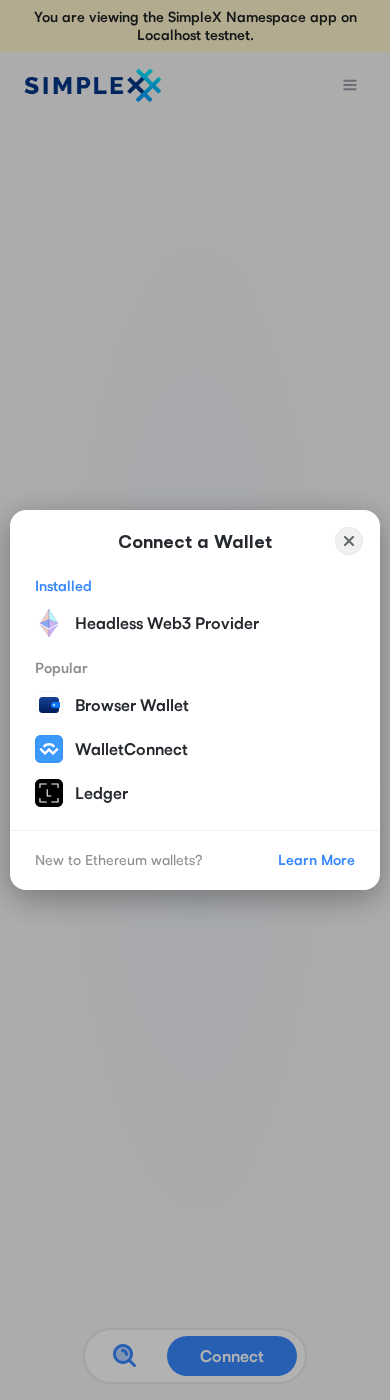 You are viewing the SimpleX Namespace app on
Localhost testnet.
SIMPLEX
Connect a Wallet
Installed
Headless Web3 Provider
Popular
Browser Wallet
WalletConnect
L
Ledger
New to Ethereum wallets?
Learn More
Connect